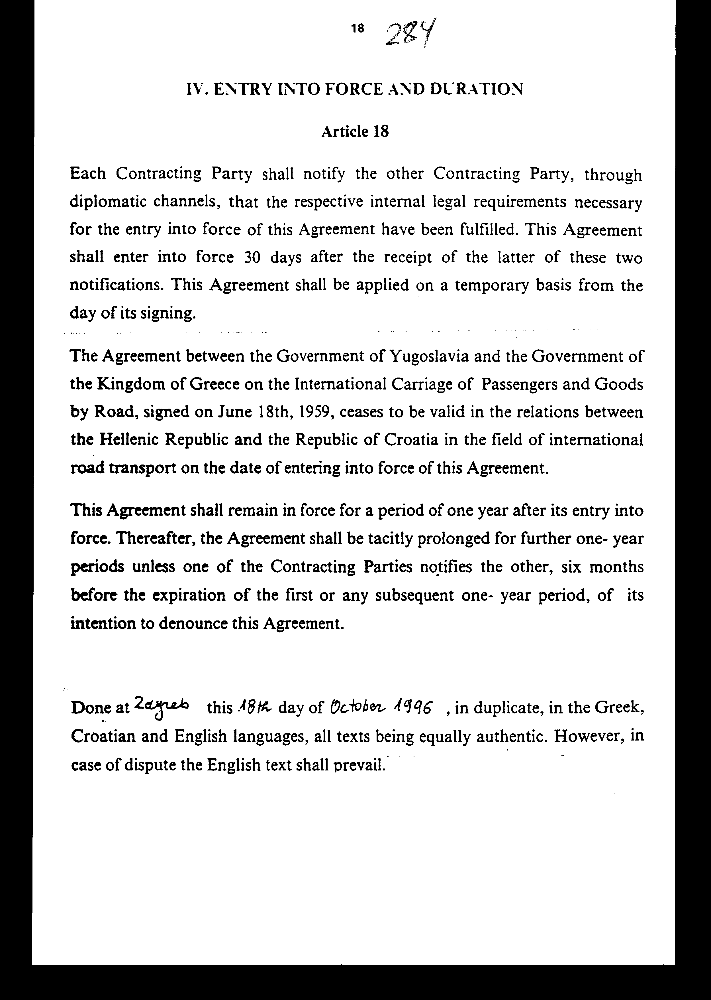 18 284
IV. ENTRY INTO FORCE AND DURATION
Article 18
Each Contracting Party shall notify the other Contracting Party, through
diplomatic channels, that the respective internal legal requirements necessary
for the entry into force of this Agreement have been fulfilled. This Agreement
shall enter into force 30 days after the receipt of the latter of these two
notifications. This Agreement shall be applied on a temporary basis from the
day of its signing.
The Agreement between the Government of Yugoslavia and the Government of
the Kingdom of Greece on the International Carriage of Passengers and Goods
by Road, signed on June 18th, 1959, ceases to be valid in the relations between
the Hellenic Republic and the Republic of Croatia in the field of international
road transport on the date of entering into force of this Agreement.
This Agreement shall remain in force for a period of one year after its entry into
force. Thereafter, the Agreement shall be tacitly prolonged for further one- year
periods unless one of the Contracting Parties notifies the other, six months
before the expiration of the first or any subsequent one- year period, of its
intention to denounce this Agreement.
Done at Zagreb this 18th day of October 1996 , in duplicate, in the Greek,
Croatian and English languages, all texts being equally authentic. However, in
case of dispute the English text shall prevail.